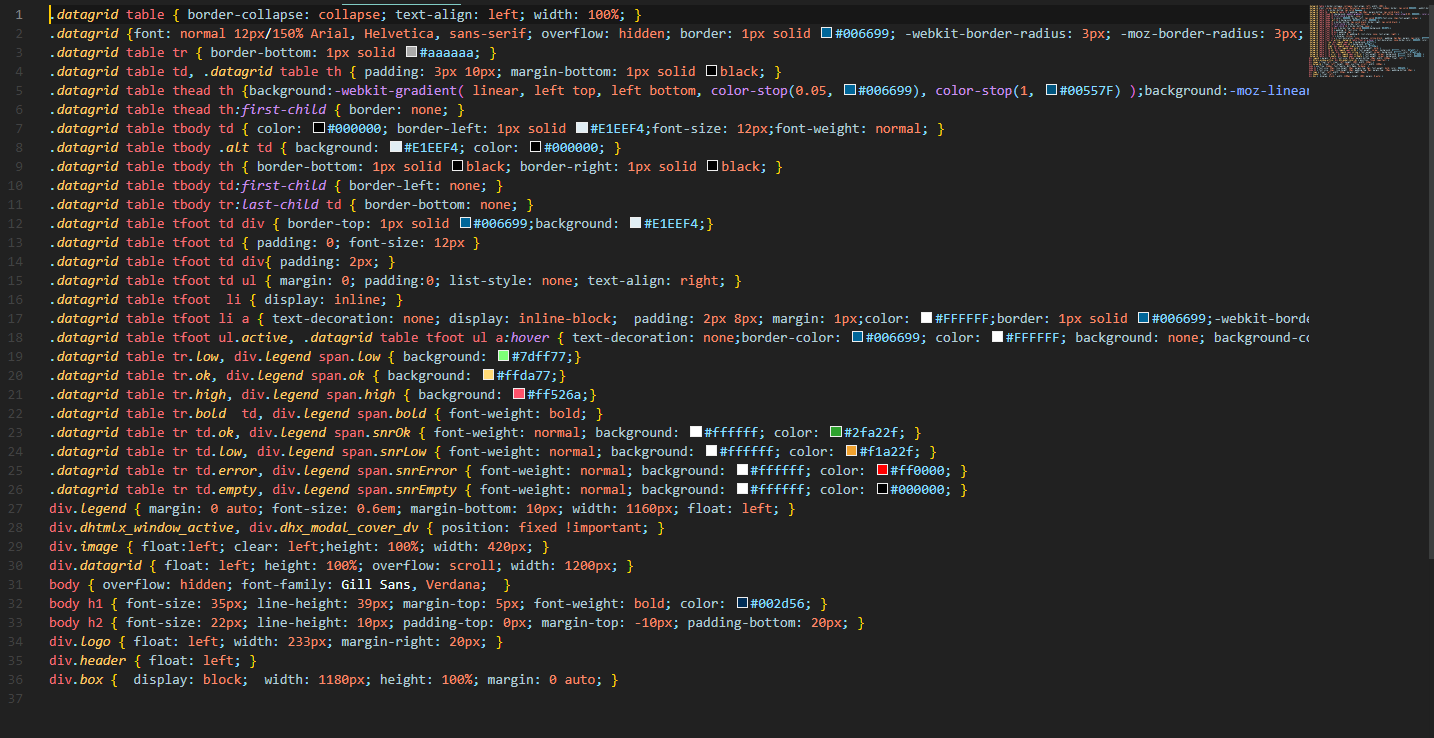 1 .datagrid table { border-collapse: collapse; text-align: left; width: 100%; }
2 .datagrid {font: normal 12px/150% Arial, Helvetica, sans-serif; overflow: hidden; border: 1px solid #006699; -webkit-border-radius: 3px; -moz-border-radius: 3px;
3 .datagrid table tr { border-bottom: 1px solid #aaaaaa; }
4 .datagrid table td, .datagrid table th { padding: 3px 10px; margin-bottom: 1px solid black; }
5 .datagrid table thead th {background:-webkit-gradient( linear, left top, left bottom, color-stop(0.05, #006699), color-stop(1, #00557F) );background:-moz-linear
6 .datagrid table thead th:first-child { border: none; }
7 .datagrid table tbody td { color: #000000; border-left: 1px solid #E1EEF4;font-size: 12px;font-weight: normal; }
8 .datagrid table tbody .alt td { background: #E1EEF4; color: #000000; }
9 .datagrid table tbody th { border-bottom: 1px solid black; border-right: 1px solid black; }
10 .datagrid table tbody td:first-child { border-left: none; }
11 .datagrid table tbody tr:last-child td { border-bottom: none; }
12 .datagrid table tfoot td div { border-top: 1px solid #006699;background: #E1EEF4;}
13 .datagrid table tfoot td { padding: 0; font-size: 12px }
14 .datagrid table tfoot td div{ padding: 2px; }
15 .datagrid table tfoot td ul { margin: 0; padding:0; list-style: none; text-align: right; }
16 .datagrid table tfoot  li { display: inline; }
17 .datagrid table tfoot li a { text-decoration: none; display: inline-block;  padding: 2px 8px; margin: 1px;color: #FFFFFF;border: 1px solid #006699;-webkit-borde
18 .datagrid table tfoot ul.active, .datagrid table tfoot ul a:hover { text-decoration: none;border-color: #006699; color: #FFFFFF; background: none; background-co
19 .datagrid table tr.low, div.legend span.low { background: #7dff77;}
20 .datagrid table tr.ok, div.legend span.ok { background: #ffda77;}
21 .datagrid table tr.high, div.legend span.high { background: #ff526a;}
22 .datagrid table tr.bold  td, div.legend span.bold { font-weight: bold; }
23 .datagrid table tr td.ok, div.legend span.snrOk { font-weight: normal; background: #ffffff; color: #2fa22f; }
24 .datagrid table tr td.low, div.legend span.snrLow { font-weight: normal; background: #ffffff; color: #f1a22f; }
25 .datagrid table tr td.error, div.legend span.snrError { font-weight: normal; background: #ffffff; color: #ff0000; }
26 .datagrid table tr td.empty, div.legend span.snrEmpty { font-weight: normal; background: #ffffff; color: #000000; }
27 div.legend { margin: 0 auto; font-size: 0.6em; margin-bottom: 10px; width: 1160px; float: left; }
28 div.dhtmlx_window_active, div.dhx_modal_cover_dv { position: fixed !important; }
29 div.image { float:left; clear: left;height: 100%; width: 420px; }
30 div.datagrid { float: left; height: 100%; overflow: scroll; width: 1200px; }
31 body { overflow: hidden; font-family: Gill Sans, Verdana;  }
32 body h1 { font-size: 35px; line-height: 39px; margin-top: 5px; font-weight: bold; color: #002d56; }
33 body h2 { font-size: 22px; line-height: 10px; padding-top: 0px; margin-top: -10px; padding-bottom: 20px; }
34 div.logo { float: left; width: 233px; margin-right: 20px; }
35 div.header { float: left; }
36 div.box {  display: block;  width: 1180px; height: 100%; margin: 0 auto; }
37